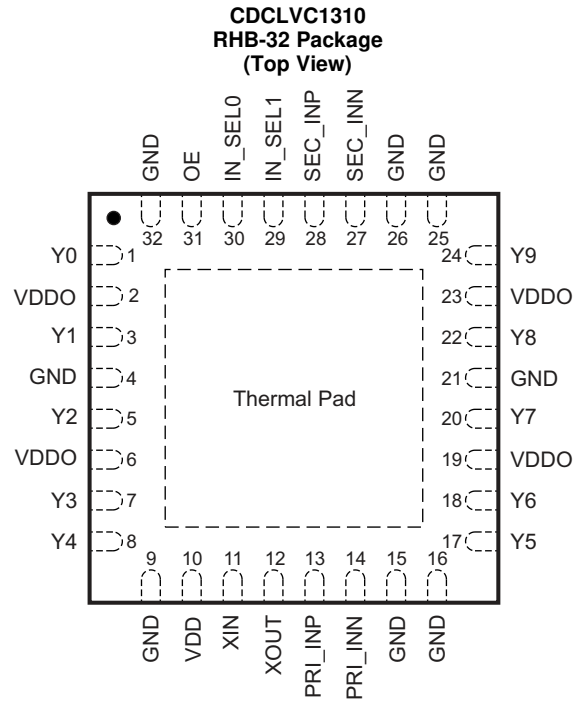 CDCLVC1310
RHB-32 Package
(Top View)
GND
OE
IN_SEL0
IN_SEL1
SEC_INP
SEC_INN
GND
GND
32 31 30 29 28 27 26 25
Y0 1 24 Y9
VDDO 2 23 VDDO
Y1 3 22 Y8
GND 4 21 GND
Thermal Pad
Y2 5 20 Y7
VDDO 6 19 VDDO
Y3 7 18 Y6
Y4 8 17 Y5
9 10 11 12 13 14 15 16
GND
VDD
XIN
XOUT
PRI_INP
PRI_INN
GND
GND